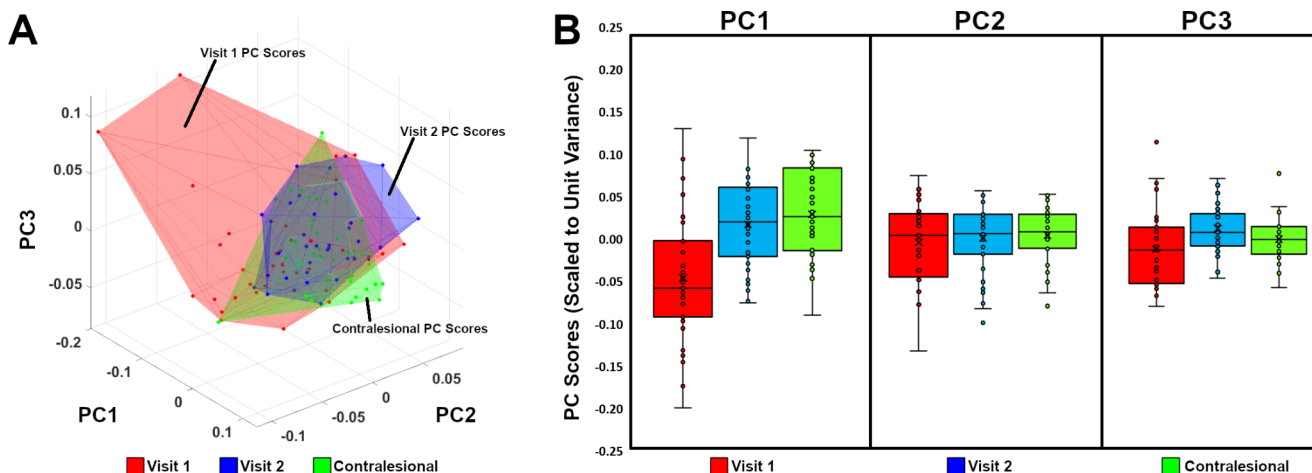 A
Visit 1 PC Scores
Visit 2 PC Scores
Contralesional PC Scores
PC3
0.1
0.05
0
-0.05
-0.2
-0.1
0
0.1
PC1
-0.1
-0.05
0
0.05
PC2
Visit 1 Visit 2 Contralesional
B
PC1 PC2 PC3
PC Scores (Scaled to Unit Variance)
0.25
0.20
0.15
0.10
0.05
0.00
-0.05
-0.10
-0.15
-0.20
-0.25
Visit 1 Visit 2 Contralesional